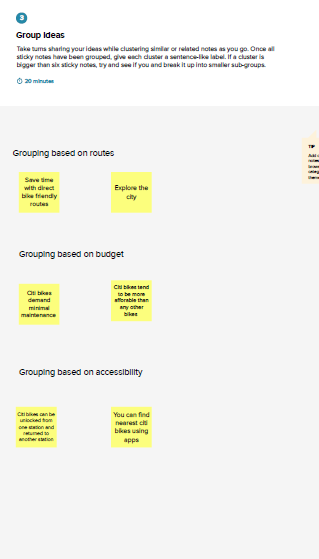 3
Group ideas
Take turns sharing your ideas while clustering similar or related notes as you go. Once all
sticky notes have been grouped, give each cluster a sentence-like label. If a cluster is
bigger than six sticky notes, try and see if you and break it up into smaller sub-groups.
20 minutes
TIP
Add
Grouping based on routes
Save time
with direct
bike friendly
routes
Explore the
city
Grouping based on budget
Citi bikes
demand
minimal
maintenance
Citi bikes tend
to be more
afforable than
any other
bikes
Grouping based on accessibility
Citi bikes can be
unlocked from
one station and
returned to
another station
You can find
nearest citi
bikes using
apps